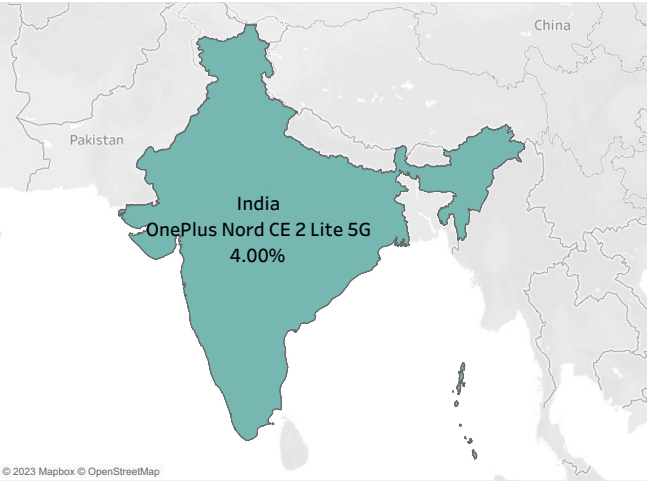 China
Pakistan
India
OnePlus Nord CE 2 Lite 5G
4.00%
© 2023 Mapbox © OpenStreetMap